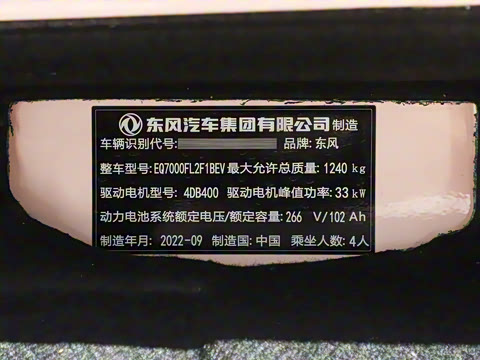 东风汽车集团有限公司 制造
车辆识别代号: 品牌: 东风
整车型号: EQ7000FL2F1BEV 最大允许总质量: 1240 kg
驱动电机型号: 4DB400 驱动电机峰值功率: 33 kW
动力电池系统额定电压/额定容量: 266 V/102 Ah
制造年月: 2022-09 制造国: 中国 乘坐人数: 4人